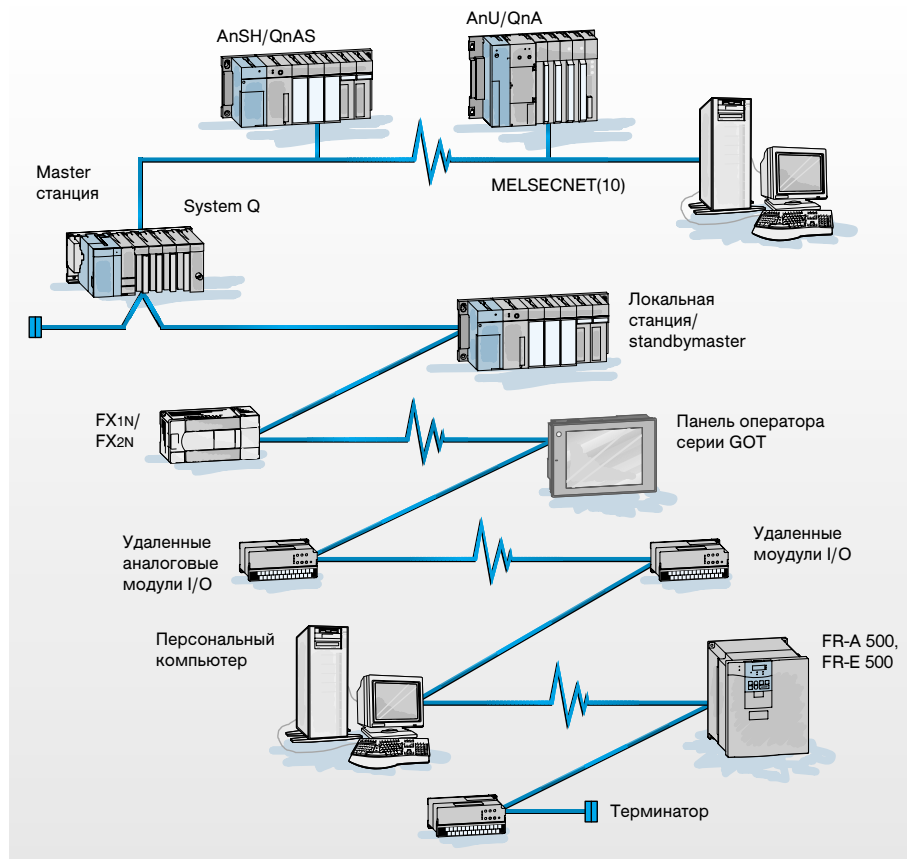 AnSH/QnAS
AnU/QnA
Master
станция
System Q
MELSECNET(10)
Локальная
станция/
standbymaster
FX1N/
FX2N
Панель оператора
серии GOT
Удаленные
аналоговые
модули I/O
Удаленные
моудули I/O
Персональный
компьютер
FR-A 500,
FR-E 500
Терминатор